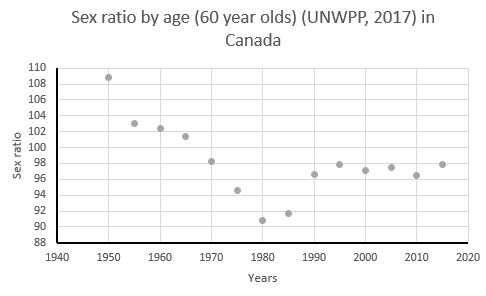 Sex ratio by age (60 year olds) (UNWPP, 2017) in
Canada
110
108
106
104
102
100
98
96
94
92
90
88
Sex ratio
1940 1950 1960 1970 1980 1990 2000 2010 2020
Years